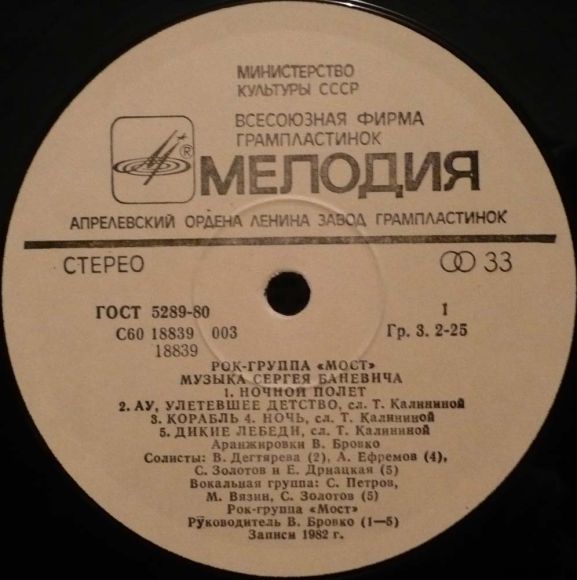 МИНИСТЕРСТВО
КУЛЬТУРЫ СССР
ВСЕСОЮЗНАЯ ФИРМА
ГРАМПЛАСТИНОК
®
МЕЛОДИЯ
АПРЕЛЕВСКИЙ ОРДЕНА ЛЕНИНА ЗАВОД ГРАМПЛАСТИНОК
СТЕРЕО
33
ГОСТ 5289-80
1
С60 18839 003
Гр. 3. 2-25
18839
РОК-ГРУППА «МОСТ»
МУЗЫКА СЕРГЕЯ БАНЕВИЧА
1. НОЧНОЙ ПОЛЕТ
2. АУ, УЛЕТЕВШЕЕ ДЕТСТВО, сл. Т. Калининой
3. КОРАБЛЬ 4. НОЧЬ, сл. Т. Калининой
5. ДИКИЕ ЛЕБЕДИ, сл. Т. Калининой
Аранжировки В. Бровко
Солисты: В. Дегтярева (2), А. Ефремов (4),
С. Золотов и Е. Дриацкая (5)
Вокальная группа: С. Петров,
М. Вязин, С. Золотов (5)
Рок-группа «Мост»
Руководитель В. Бровко (1—5)
Записи 1982 г.